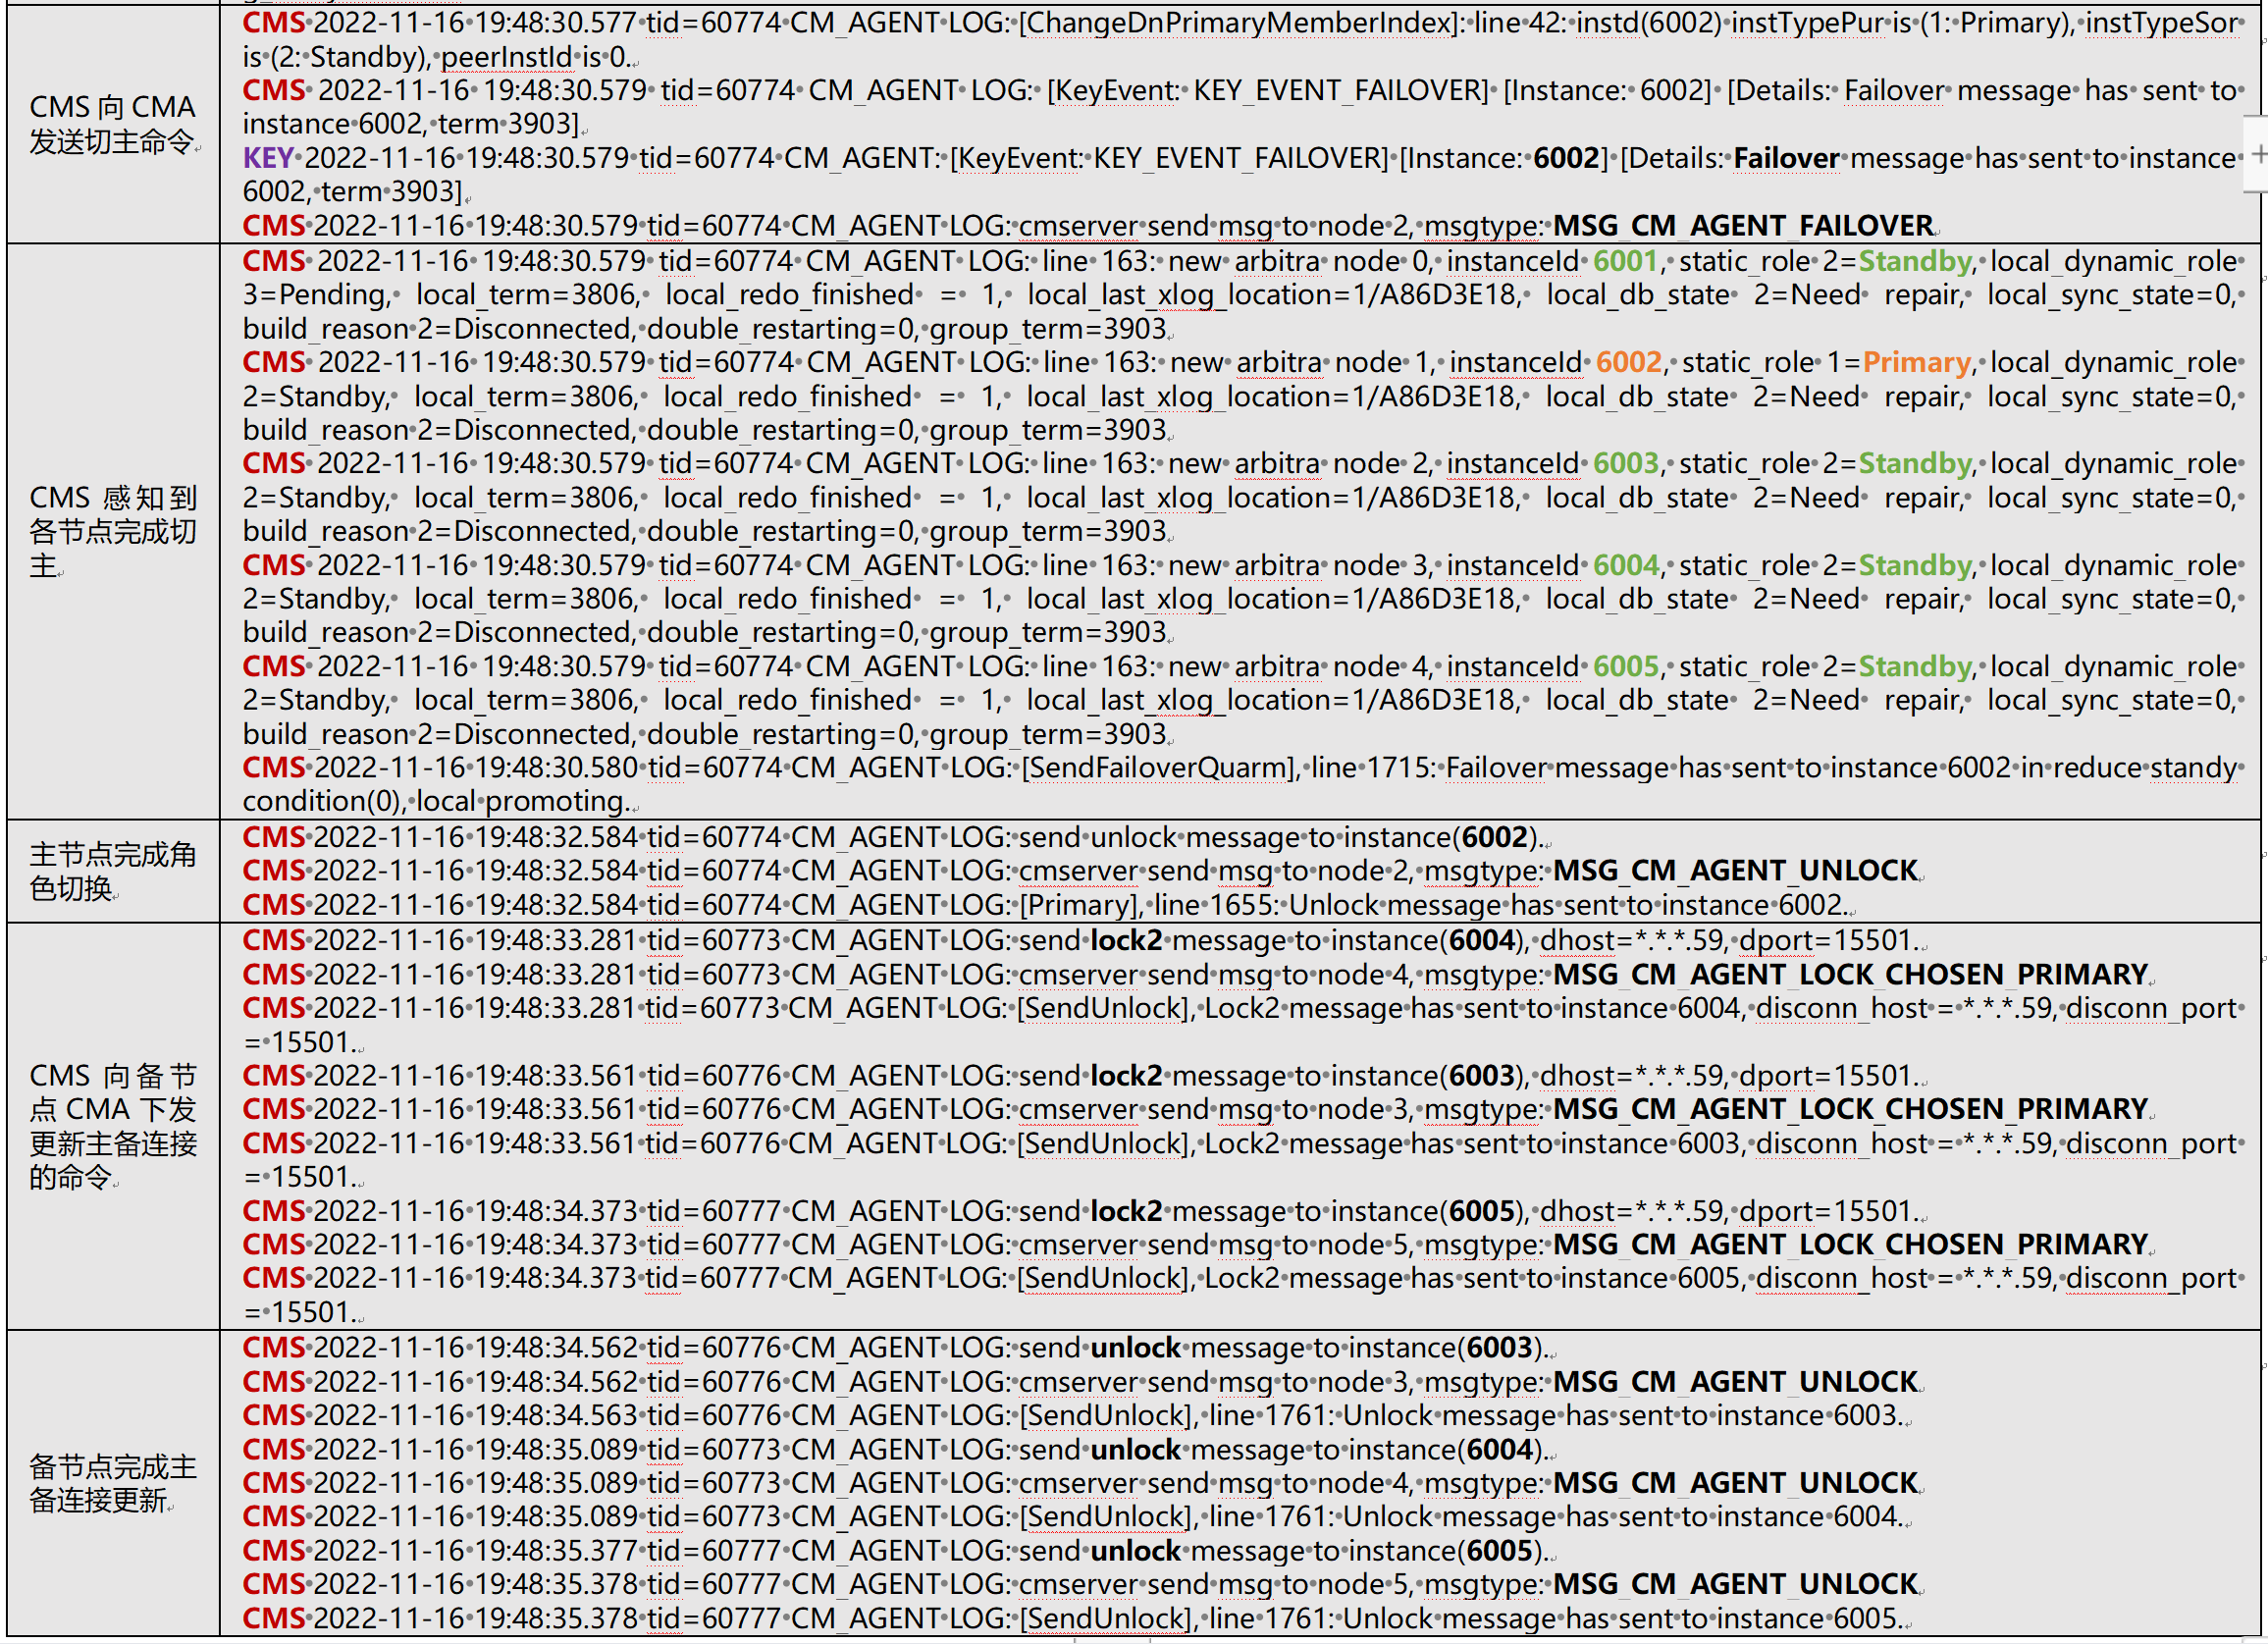 CMS 向 CMA
发送切主命令
CMS 2022-11-16 19:48:30.577 tid=60774 CM_AGENT LOG: [ChangeDnPrimaryMemberIndex]: line 42: instd(6002) instTypePur is (1: Primary), instTypeSor
is (2: Standby), peerInstId is 0.
CMS 2022-11-16 19:48:30.579 tid=60774 CM_AGENT LOG: [KeyEvent: KEY_EVENT_FAILOVER] [Instance: 6002] [Details: Failover message has sent to
instance 6002, term 3903]
KEY 2022-11-16 19:48:30.579 tid=60774 CM_AGENT: [KeyEvent: KEY_EVENT_FAILOVER] [Instance: 6002] [Details: Failover message has sent to instance
6002, term 3903]
CMS 2022-11-16 19:48:30.579 tid=60774 CM_AGENT LOG: cmserver send msg to node 2, msgtype: MSG_CM_AGENT_FAILOVER
CMS 感知到
各节点完成切
主
CMS 2022-11-16 19:48:30.579 tid=60774 CM_AGENT LOG: line 163: new arbitra node 0, instanceId 6001, static_role 2=Standby, local_dynamic_role
3=Pending, local_term=3806, local_redo_finished = 1, local_last_xlog_location=1/A86D3E18, local_db_state 2=Need repair, local_sync_state=0,
build_reason 2=Disconnected, double_restarting=0, group_term=3903
CMS 2022-11-16 19:48:30.579 tid=60774 CM_AGENT LOG: line 163: new arbitra node 1, instanceId 6002, static_role 1=Primary, local_dynamic_role
2=Standby, local_term=3806, local_redo_finished = 1, local_last_xlog_location=1/A86D3E18, local_db_state 2=Need repair, local_sync_state=0,
build_reason 2=Disconnected, double_restarting=0, group_term=3903
CMS 2022-11-16 19:48:30.579 tid=60774 CM_AGENT LOG: line 163: new arbitra node 2, instanceId 6003, static_role 2=Standby, local_dynamic_role
2=Standby, local_term=3806, local_redo_finished = 1, local_last_xlog_location=1/A86D3E18, local_db_state 2=Need repair, local_sync_state=0,
build_reason 2=Disconnected, double_restarting=0, group_term=3903
CMS 2022-11-16 19:48:30.579 tid=60774 CM_AGENT LOG: line 163: new arbitra node 3, instanceId 6004, static_role 2=Standby, local_dynamic_role
2=Standby, local_term=3806, local_redo_finished = 1, local_last_xlog_location=1/A86D3E18, local_db_state 2=Need repair, local_sync_state=0,
build_reason 2=Disconnected, double_restarting=0, group_term=3903
CMS 2022-11-16 19:48:30.579 tid=60774 CM_AGENT LOG: line 163: new arbitra node 4, instanceId 6005, static_role 2=Standby, local_dynamic_role
2=Standby, local_term=3806, local_redo_finished = 1, local_last_xlog_location=1/A86D3E18, local_db_state 2=Need repair, local_sync_state=0,
build_reason 2=Disconnected, double_restarting=0, group_term=3903
CMS 2022-11-16 19:48:30.580 tid=60774 CM_AGENT LOG: [SendFailoverQuarm], line 1715: Failover message has sent to instance 6002 in reduce standy
condition(0), local promoting.
主节点完成角
色切换
CMS 2022-11-16 19:48:32.584 tid=60774 CM_AGENT LOG: send unlock message to instance(6002).
CMS 2022-11-16 19:48:32.584 tid=60774 CM_AGENT LOG: cmserver send msg to node 2, msgtype: MSG_CM_AGENT_UNLOCK
CMS 2022-11-16 19:48:32.584 tid=60774 CM_AGENT LOG: [Primary], line 1655: Unlock message has sent to instance 6002.
CMS 向备节
点 CMA 下发
更新主备连接
的命令
CMS 2022-11-16 19:48:33.281 tid=60773 CM_AGENT LOG: send lock2 message to instance(6004), dhost=*.*.*.59, dport=15501.
CMS 2022-11-16 19:48:33.281 tid=60773 CM_AGENT LOG: cmserver send msg to node 4, msgtype: MSG_CM_AGENT_LOCK_CHOSEN_PRIMARY
CMS 2022-11-16 19:48:33.281 tid=60773 CM_AGENT LOG: [SendUnlock], Lock2 message has sent to instance 6004, disconn_host = *.*.*.59, disconn_port
= 15501.
CMS 2022-11-16 19:48:33.561 tid=60776 CM_AGENT LOG: send lock2 message to instance(6003), dhost=*.*.*.59, dport=15501.
CMS 2022-11-16 19:48:33.561 tid=60776 CM_AGENT LOG: cmserver send msg to node 3, msgtype: MSG_CM_AGENT_LOCK_CHOSEN_PRIMARY
CMS 2022-11-16 19:48:33.561 tid=60776 CM_AGENT LOG: [SendUnlock], Lock2 message has sent to instance 6003, disconn_host = *.*.*.59, disconn_port
= 15501.
CMS 2022-11-16 19:48:34.373 tid=60777 CM_AGENT LOG: send lock2 message to instance(6005), dhost=*.*.*.59, dport=15501.
CMS 2022-11-16 19:48:34.373 tid=60777 CM_AGENT LOG: cmserver send msg to node 5, msgtype: MSG_CM_AGENT_LOCK_CHOSEN_PRIMARY
CMS 2022-11-16 19:48:34.373 tid=60777 CM_AGENT LOG: [SendUnlock], Lock2 message has sent to instance 6005, disconn_host = *.*.*.59, disconn_port
= 15501.
备节点完成主
备连接更新
CMS 2022-11-16 19:48:34.562 tid=60776 CM_AGENT LOG: send unlock message to instance(6003).
CMS 2022-11-16 19:48:34.562 tid=60776 CM_AGENT LOG: cmserver send msg to node 3, msgtype: MSG_CM_AGENT_UNLOCK
CMS 2022-11-16 19:48:34.563 tid=60776 CM_AGENT LOG: [SendUnlock], line 1761: Unlock message has sent to instance 6003.
CMS 2022-11-16 19:48:35.089 tid=60773 CM_AGENT LOG: send unlock message to instance(6004).
CMS 2022-11-16 19:48:35.089 tid=60773 CM_AGENT LOG: cmserver send msg to node 4, msgtype: MSG_CM_AGENT_UNLOCK
CMS 2022-11-16 19:48:35.089 tid=60773 CM_AGENT LOG: [SendUnlock], line 1761: Unlock message has sent to instance 6004.
CMS 2022-11-16 19:48:35.377 tid=60777 CM_AGENT LOG: send unlock message to instance(6005).
CMS 2022-11-16 19:48:35.378 tid=60777 CM_AGENT LOG: cmserver send msg to node 5, msgtype: MSG_CM_AGENT_UNLOCK
CMS 2022-11-16 19:48:35.378 tid=60777 CM_AGENT LOG: [SendUnlock], line 1761: Unlock message has sent to instance 6005.